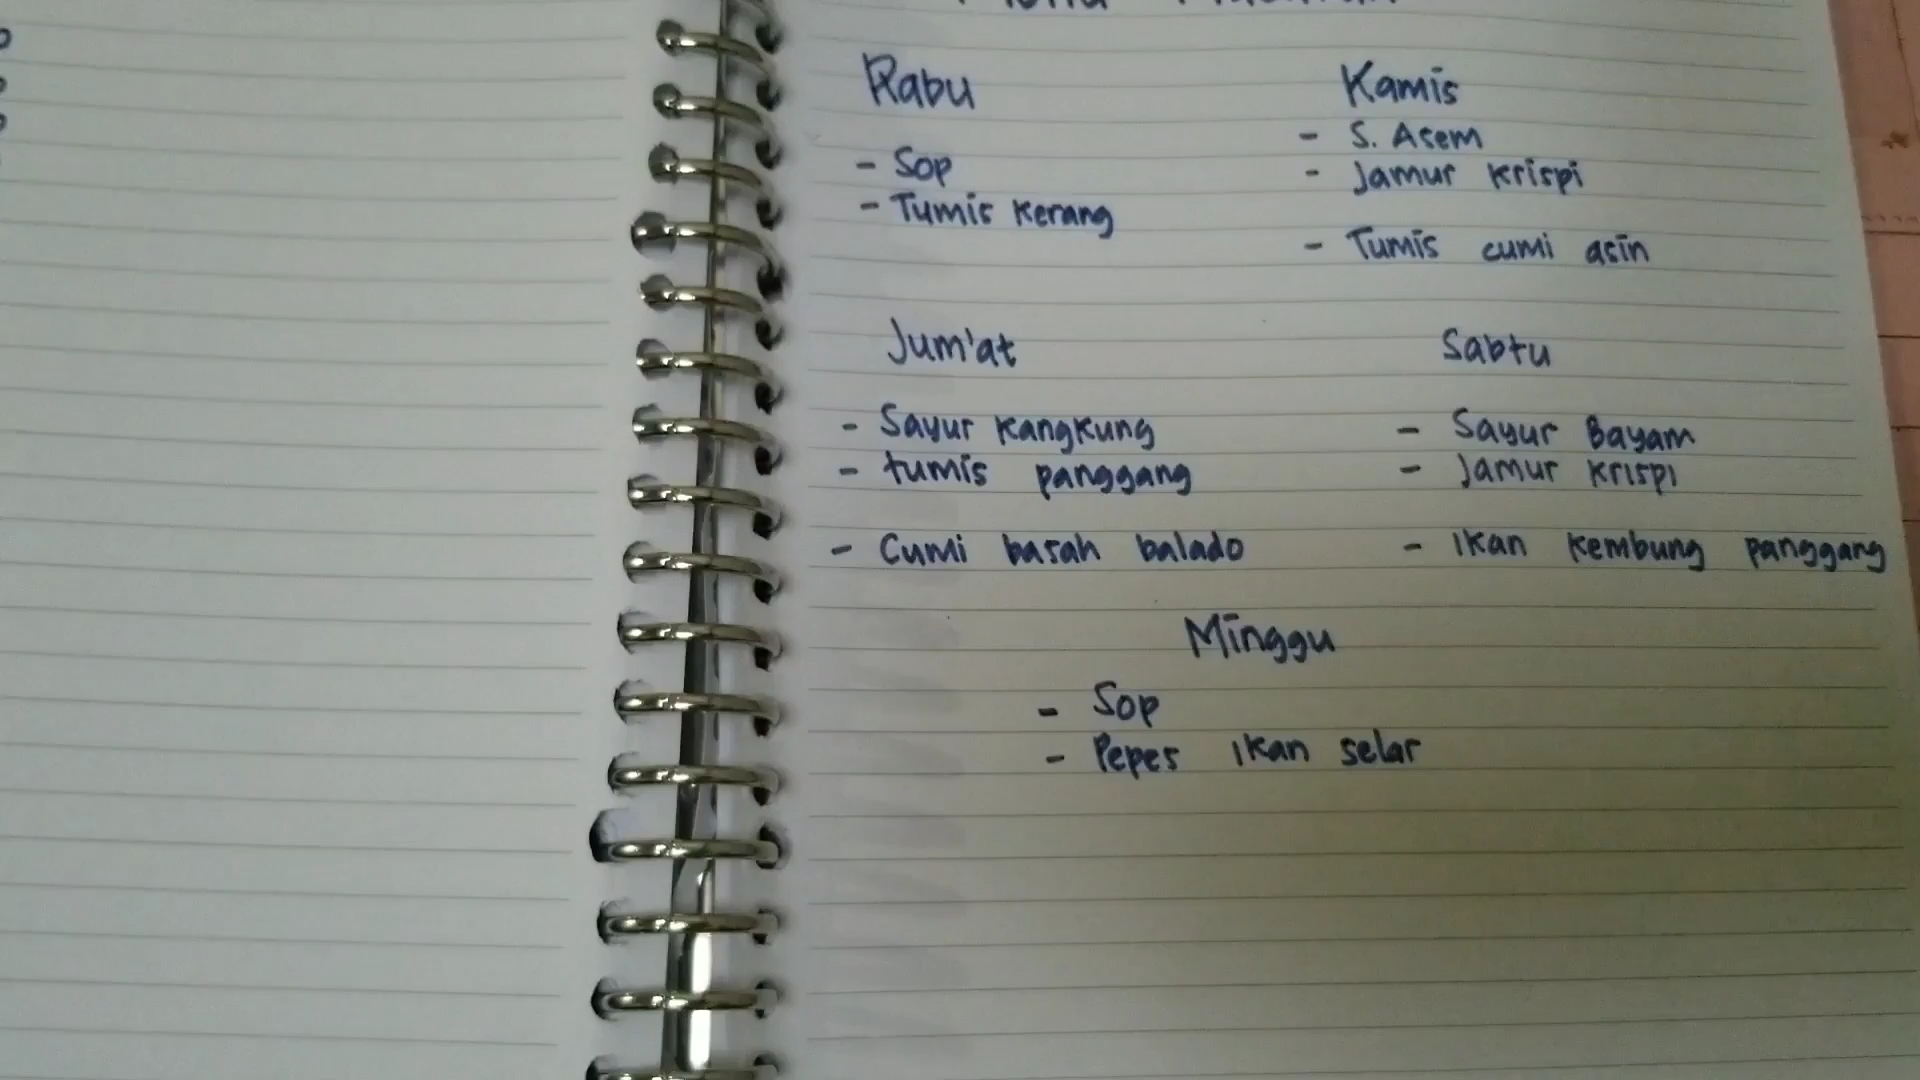 Rabu
- Sop
- Tumis Kerang
Kamis
- S. Asem
- Jamur krispi
- Tumis cumi asin
Jum'at
- Sayur Kangkung
- tumis panggang
- Cumi basah balado
Sabtu
- Sayur Bayam
- Jamur krispi
- Ikan kembung panggang
Minggu
- Sop
- Pepes Ikan selar